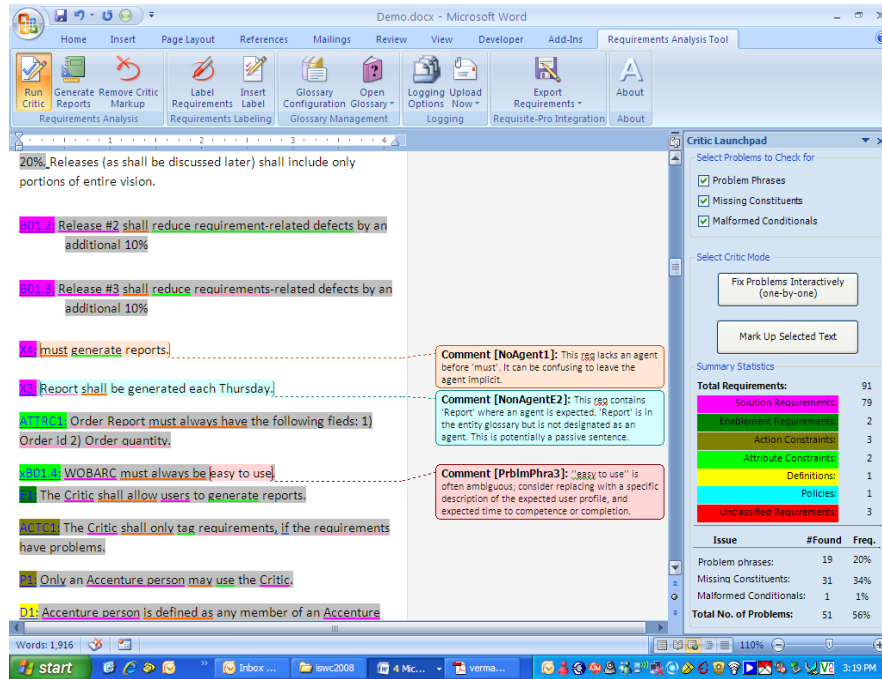 Demo.docx - Microsoft Word
Home Insert Page Layout References Mailings Review View Developer Add-Ins Requirements Analysis Tool
Run Critic
Generate Reports
Remove Critic Markup
Label Requirements
Insert Label
Glossary Configuration
Open Glossary
Logging Options
Upload Now
Export Requirements
About
Requirements Analysis Requirements Labeling Glossary Management Logging Requisite-Pro Integration About
1 2 3 4
20%. Releases (as shall be discussed later) shall include only
portions of entire vision.
B01.2: Release #2 shall reduce requirement-related defects by an
additional 10%
B01.3: Release #3 shall reduce requirements-related defects by an
additional 10%
X4: must generate reports.
X3: Report shall be generated each Thursday.
ATTRC1: Order Report must always have the following fieds: 1)
Order id 2) Order quantity.
xB01.4: WOBARC must always be easy to use.
E1: The Critic shall allow users to generate reports.
ACTC1: The Critic shall only tag requirements, if the requirements
have problems.
P1: Only an Accenture person may use the Critic.
D1: Accenture person is defined as any member of an Accenture
Comment [NoAgent1]: This req lacks an agent
before 'must'. It can be confusing to leave the
agent implicit.
Comment [NonAgentE2]: This req contains
'Report' where an agent is expected. 'Report' is in
the entity glossary but is not designated as an
agent. This is potentially a passive sentence.
Comment [PrblmPhra3]: "easy to use" is
often ambiguous; consider replacing with a specific
description of the expected user profile, and
expected time to competence or completion.
Critic Launchpad
Select Problems to Check for
Problem Phrases
Missing Constituents
Malformed Conditionals
Select Critic Mode
Fix Problems Interactively
(one-by-one)
Mark Up Selected Text
Summary Statistics
Total Requirements: 91
Solution Requirements: 79
Enablement Requirements: 2
Action Constraints: 3
Attribute Constraints: 2
Definitions: 1
Policies: 1
Unclassified Requirements: 3
Issue #Found Freq.
Problem phrases: 19 20%
Missing Constituents: 31 34%
Malformed Conditionals: 1 1%
Total No. of Problems: 51 56%
Words: 1,916
110%
start
Inbox ...
iswc2008
4 Mic...
verma...
3:19 PM